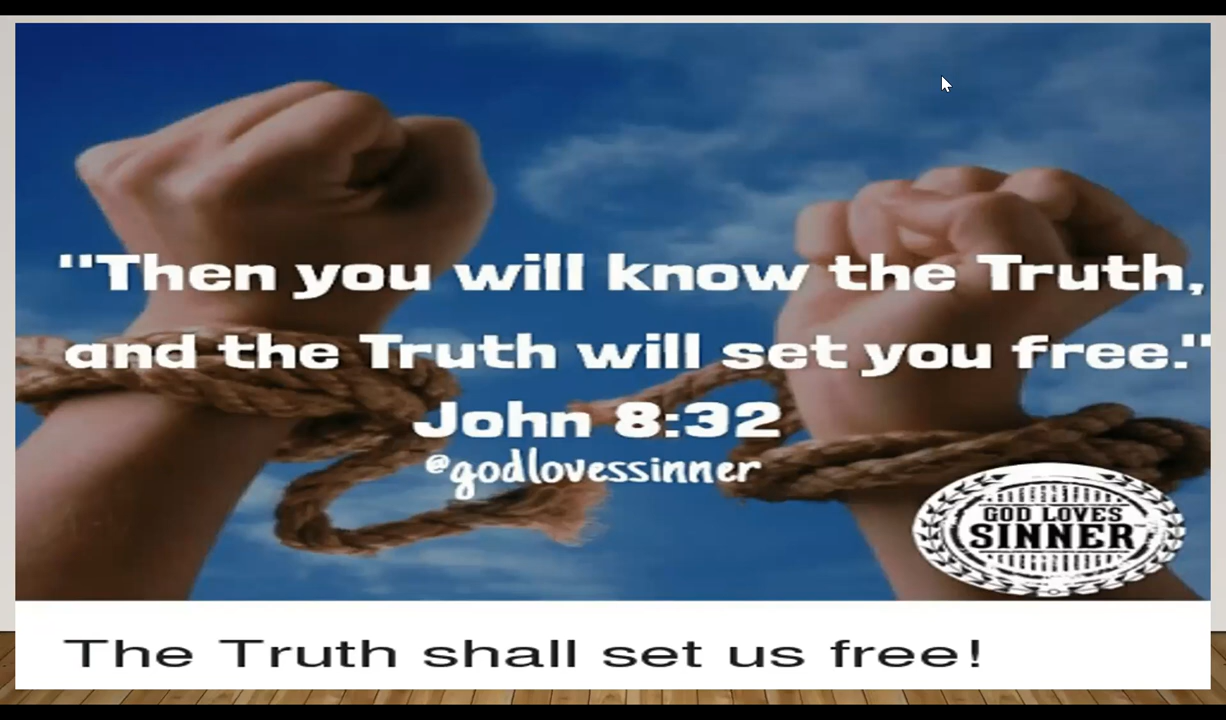 "Then you will know the Truth,
and the Truth will set you free."
John 8:32
@godlovessinner
GOD LOVES
SINNER
The Truth shall set us free!